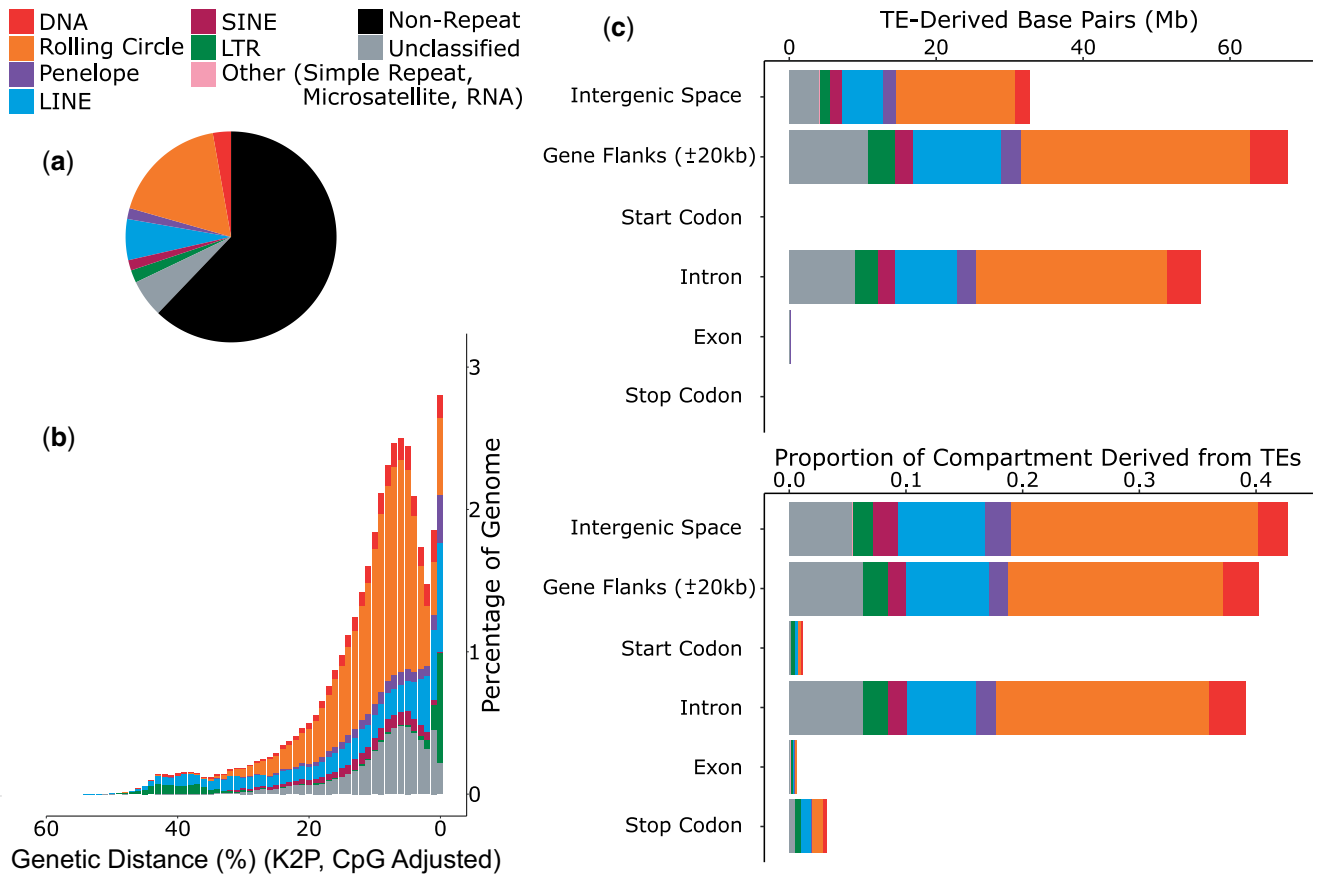 DNA
Rolling Circle
Penelope
LINE
SINE
LTR
Other (Simple Repeat,
Microsatellite, RNA)
Non-Repeat
Unclassified
(a)
(b)
3
2
1
0
Percentage of Genome
60 40 20 0
Genetic Distance (%) (K2P, CpG Adjusted)
(c)
TE-Derived Base Pairs (Mb)
0 20 40 60
Intergenic Space
Gene Flanks (±20kb)
Start Codon
Intron
Exon
Stop Codon
Proportion of Compartment Derived from TEs
0.0 0.1 0.2 0.3 0.4
Intergenic Space
Gene Flanks (±20kb)
Start Codon
Intron
Exon
Stop Codon